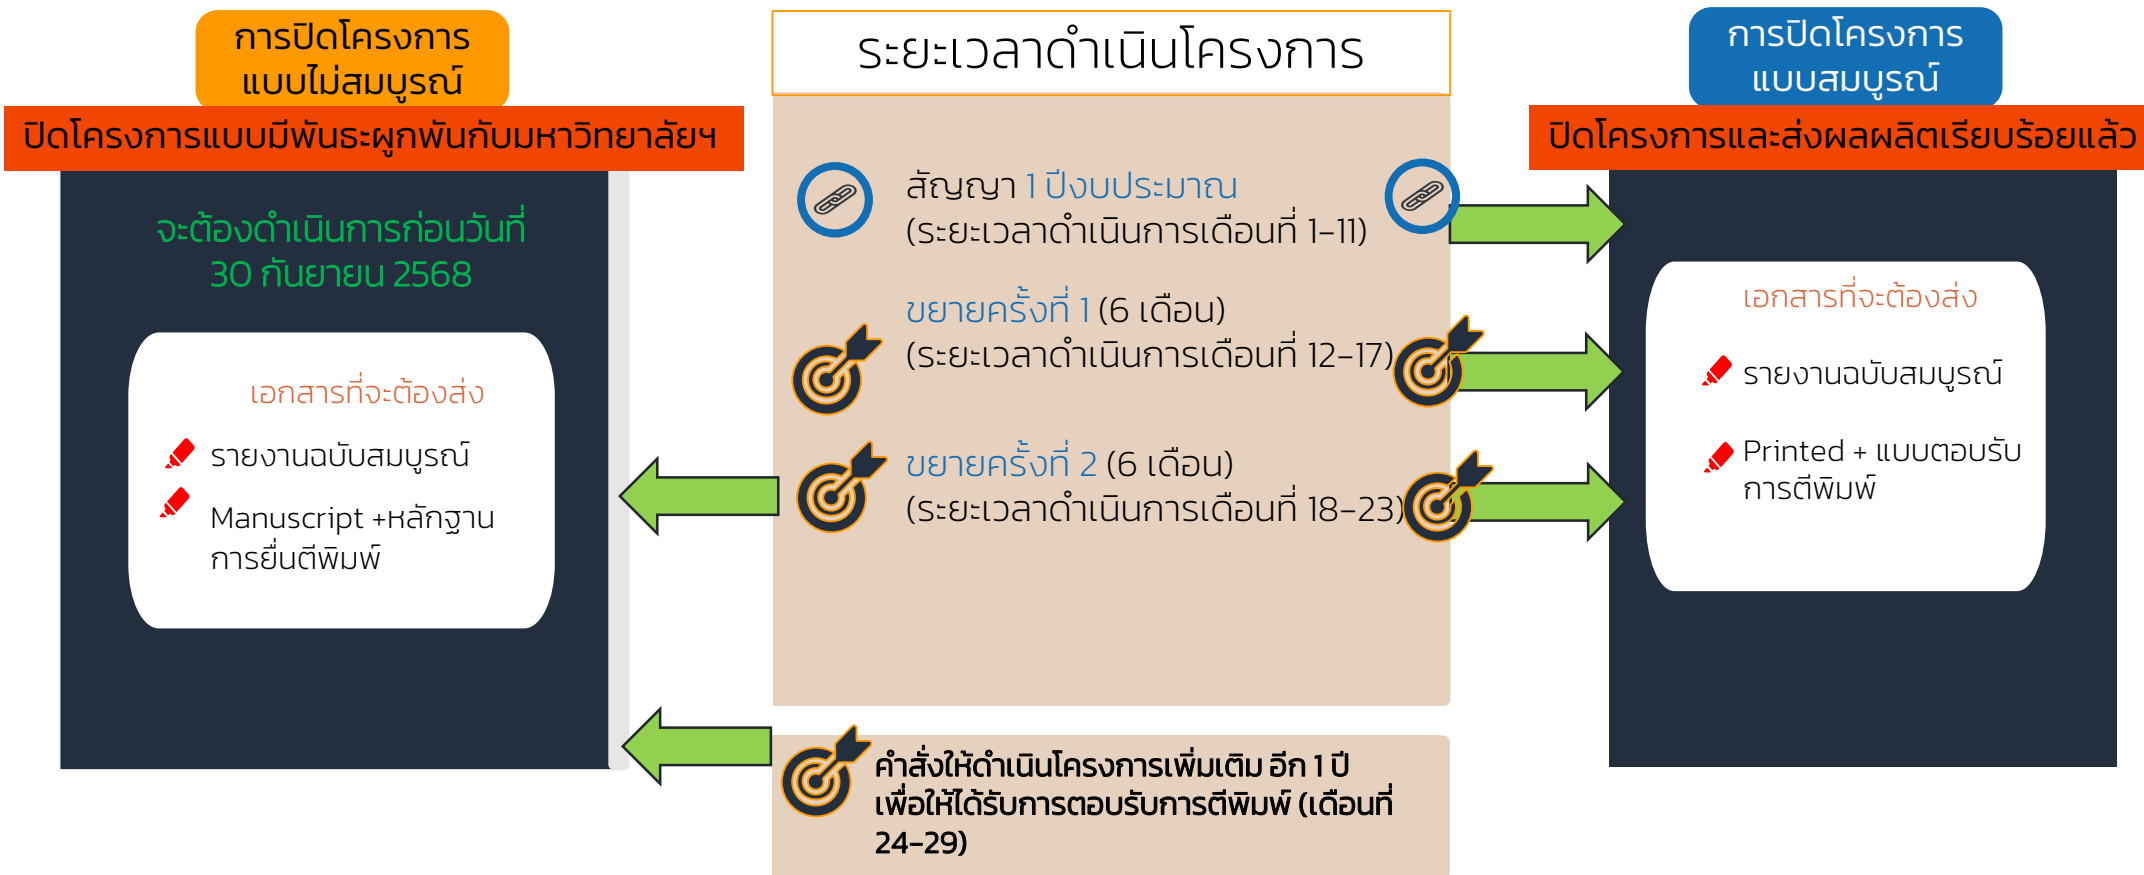 การปิดโครงการ
แบบไม่สมบูรณ์
ปิดโครงการแบบมีพันธะผูกพันกับมหาวิทยาลัยฯ
จะต้องดำเนินการก่อนวันที่
30 กันยายน 2568
เอกสารที่จะต้องส่ง
รายงานฉบับสมบูรณ์
Manuscript +หลักฐาน
การยื่นตีพิมพ์
ระยะเวลาดำเนินโครงการ
สัญญา 1 ปีงบประมาณ
(ระยะเวลาดำเนินการเดือนที่ 1-11)
ขยายครั้งที่ 1 (6 เดือน)
(ระยะเวลาดำเนินการเดือนที่ 12-17)
ขยายครั้งที่ 2 (6 เดือน)
(ระยะเวลาดำเนินการเดือนที่ 18-23)
คำสั่งให้ดำเนินโครงการเพิ่มเติม อีก 1 ปี
เพื่อให้ได้รับการตอบรับการตีพิมพ์ (เดือนที่
24-29)
การปิดโครงการ
แบบสมบูรณ์
ปิดโครงการและส่งผลผลิตเรียบร้อยแล้ว
เอกสารที่จะต้องส่ง
รายงานฉบับสมบูรณ์
Printed + แบบตอบรับ
การตีพิมพ์